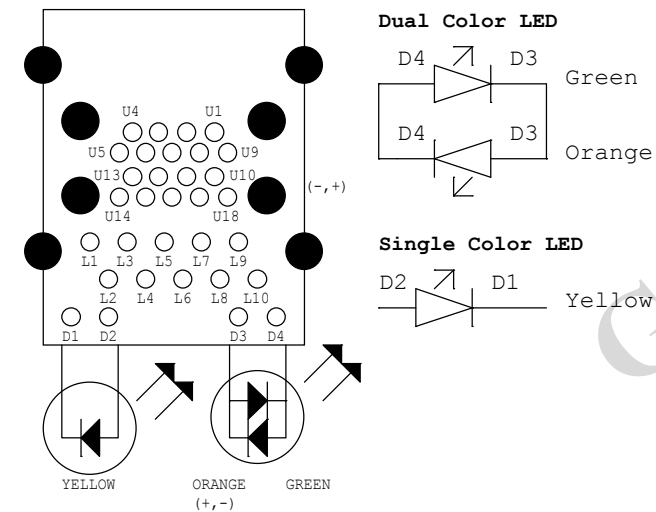 Dual Color LED
D4 D3
Green
D4 D3
Orange
Single Color LED
D2 D1
Yellow
U4 U1
U5 U9
U13 U10
U14 U18
(-,+)
L1 L3 L5 L7 L9
L2 L4 L6 L8 L10
D1 D2 D3 D4
YELLOW ORANGE GREEN
(+,-)